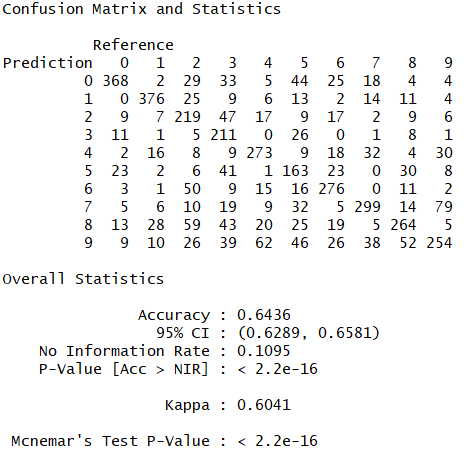 Confusion Matrix and Statistics
Reference
Prediction 0 1 2 3 4 5 6 7 8 9
0 368 2 29 33 5 44 25 18 4 4
1 0 376 25 9 6 13 2 14 11 4
2 9 7 219 47 17 9 17 2 9 6
3 11 1 5 211 0 26 0 1 8 1
4 2 16 8 9 273 9 18 32 4 30
5 23 2 6 41 1 163 23 0 30 8
6 3 1 50 9 15 16 276 0 11 2
7 5 6 10 19 9 32 5 299 14 79
8 13 28 59 43 20 25 19 5 264 5
9 9 10 26 39 62 46 26 38 52 254
Overall Statistics
Accuracy : 0.6436
95% CI : (0.6289, 0.6581)
No Information Rate : 0.1095
P-Value [Acc > NIR] : < 2.2e-16
Kappa : 0.6041
Mcnemar's Test P-Value : < 2.2e-16